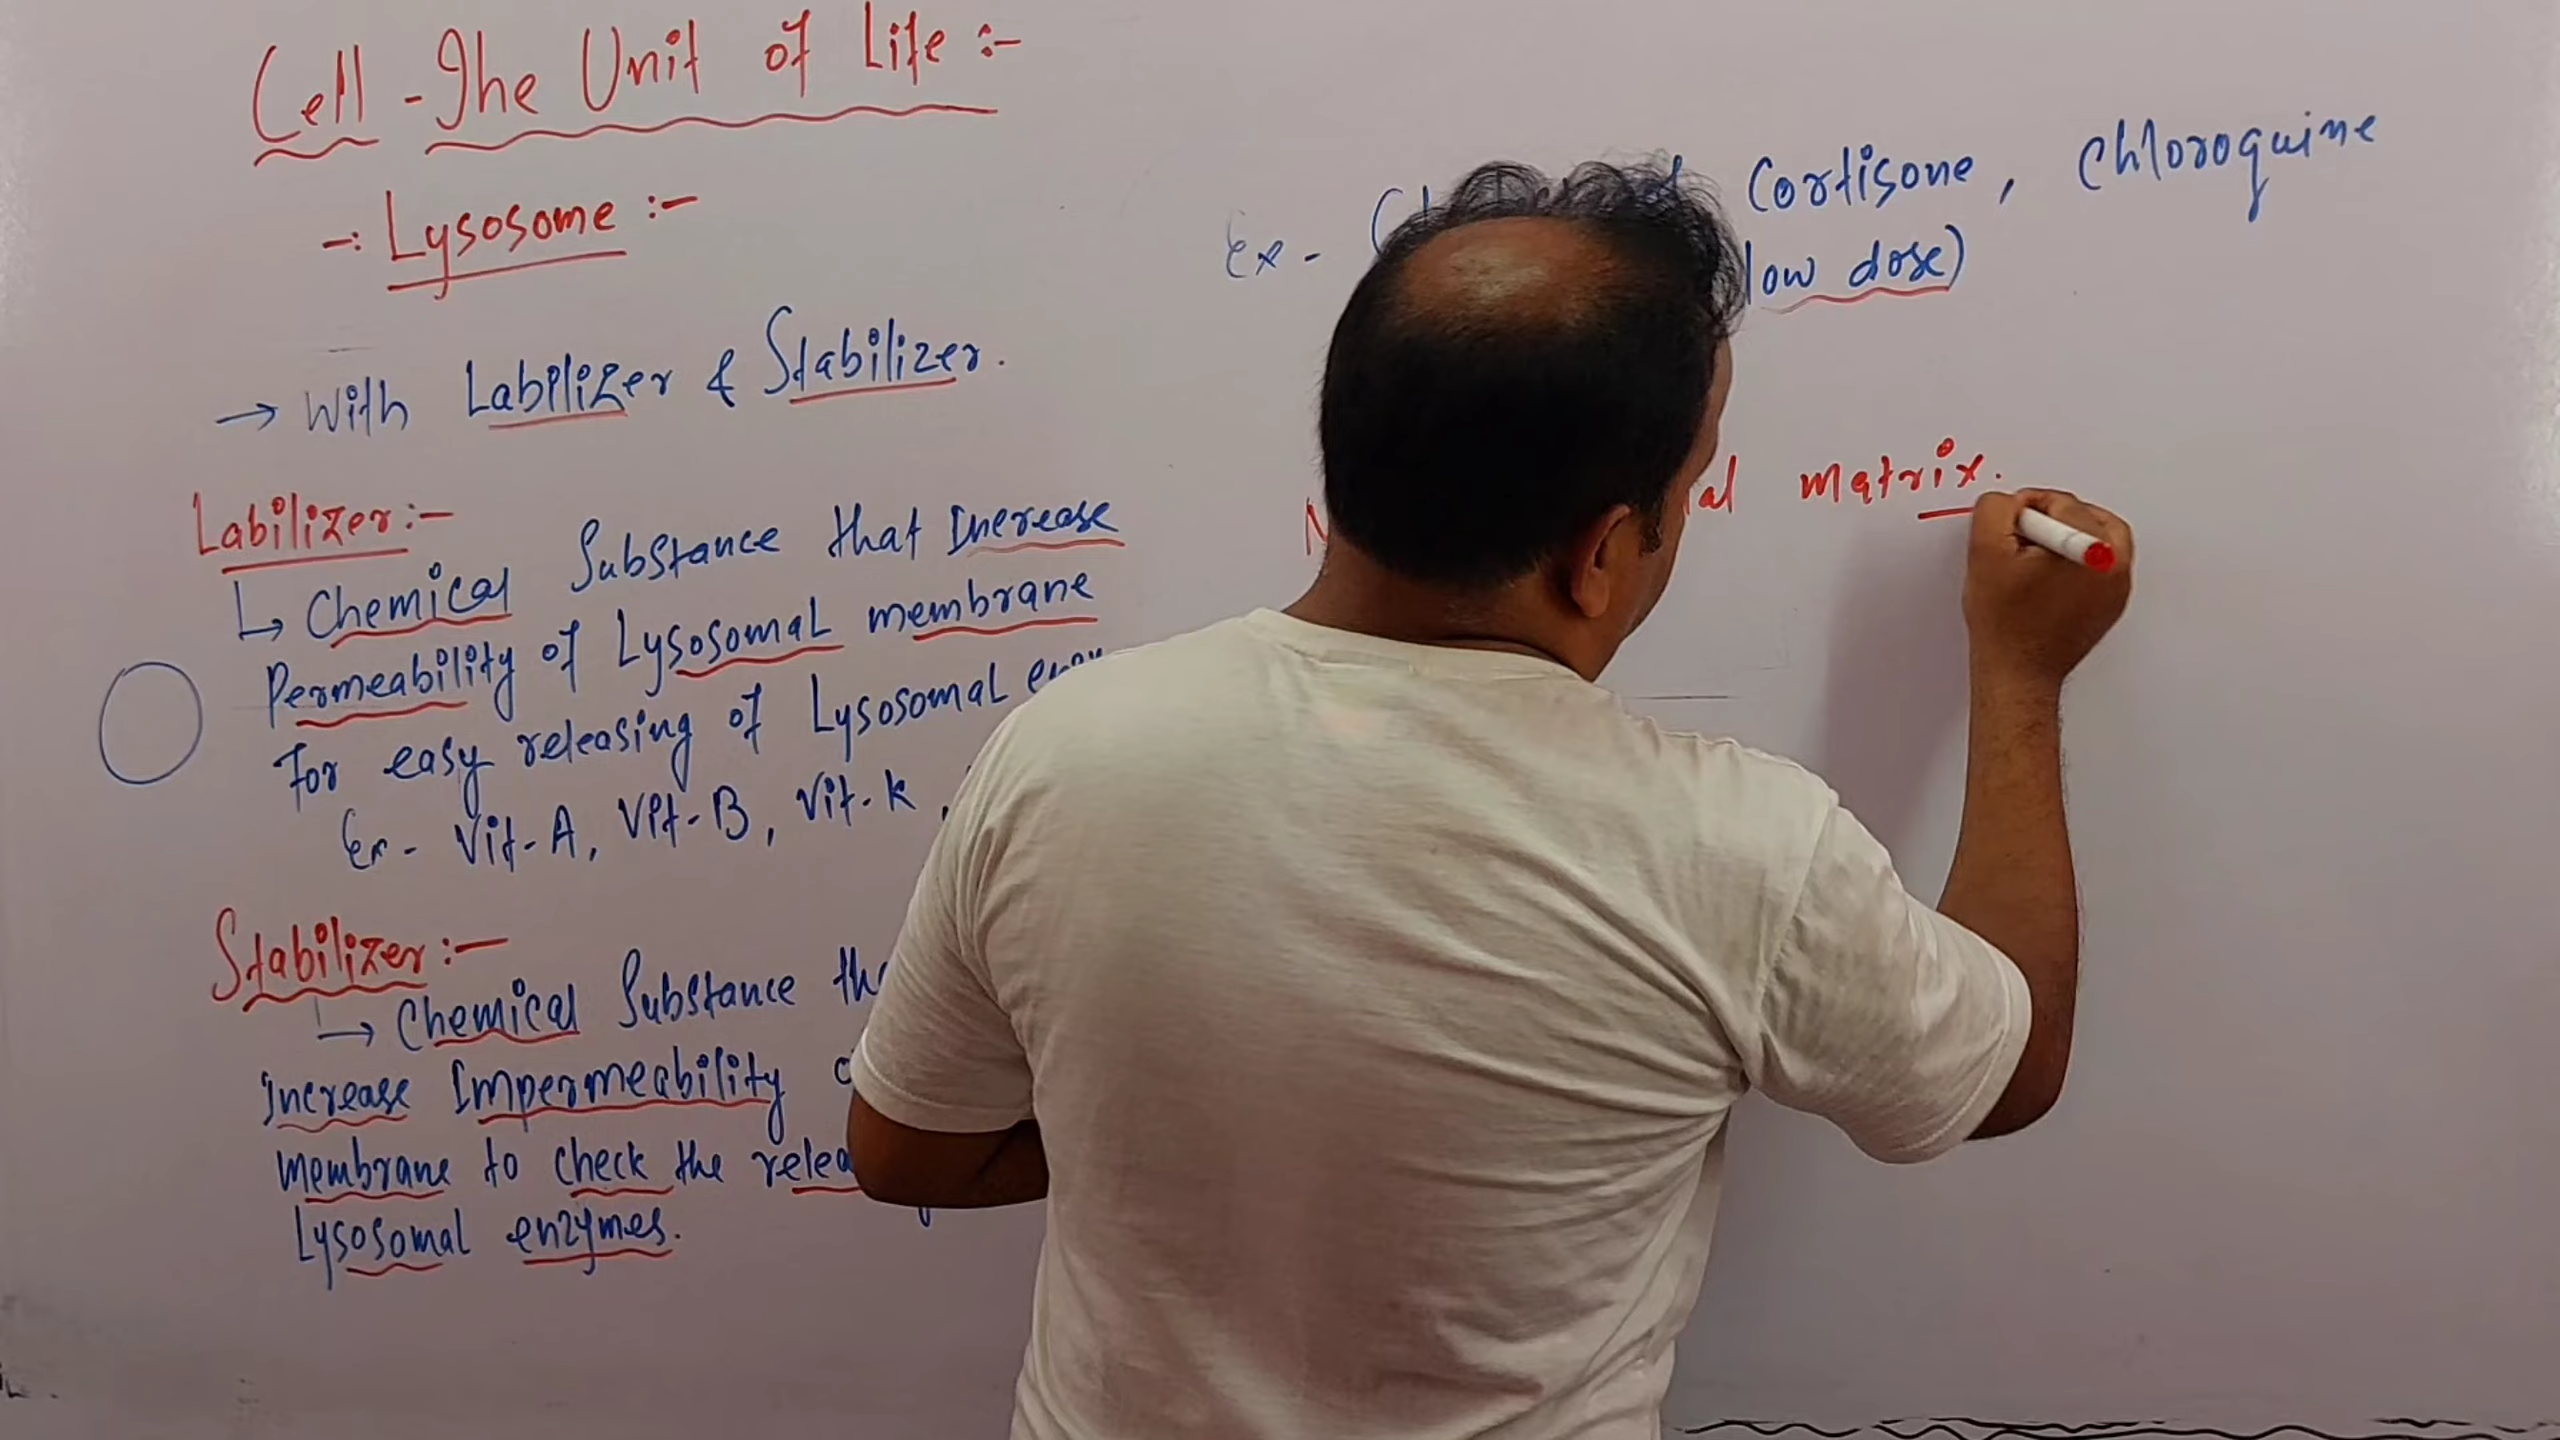 Cell - The Unit of Life :-
-: Lysosome :-
→ With Labilizer & Stabilizer.
Labilizer :-
↳ Chemical Substance that Increase
Permeability of Lysosomal membrane
for easy releasing of Lysosomal
Ex - Vit-A, Vit-B, Vit-K,
Stabilizer :-
↳ Chemical Substance
Increase Impermeability
membrane to check the
Lysosomal enzymes.
Ex - Cortisone, Chloroquine
low dose)
matrix.